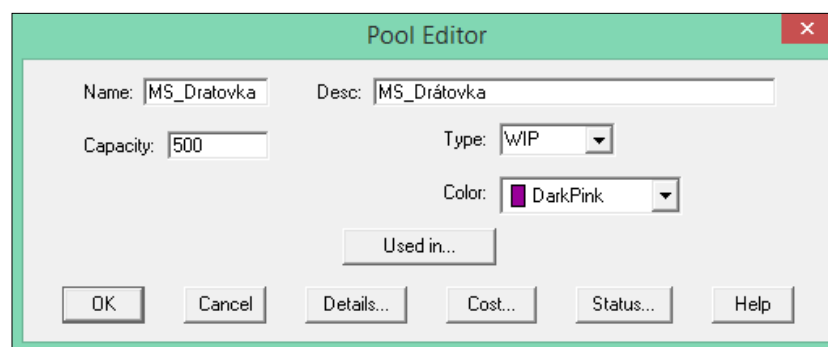 Pool Editor
Name: MS_Dratovka Desc: MS_Drátovka
Capacity: 500 Type: WIP
Color: DarkPink
Used in...
OK Cancel Details... Cost... Status... Help